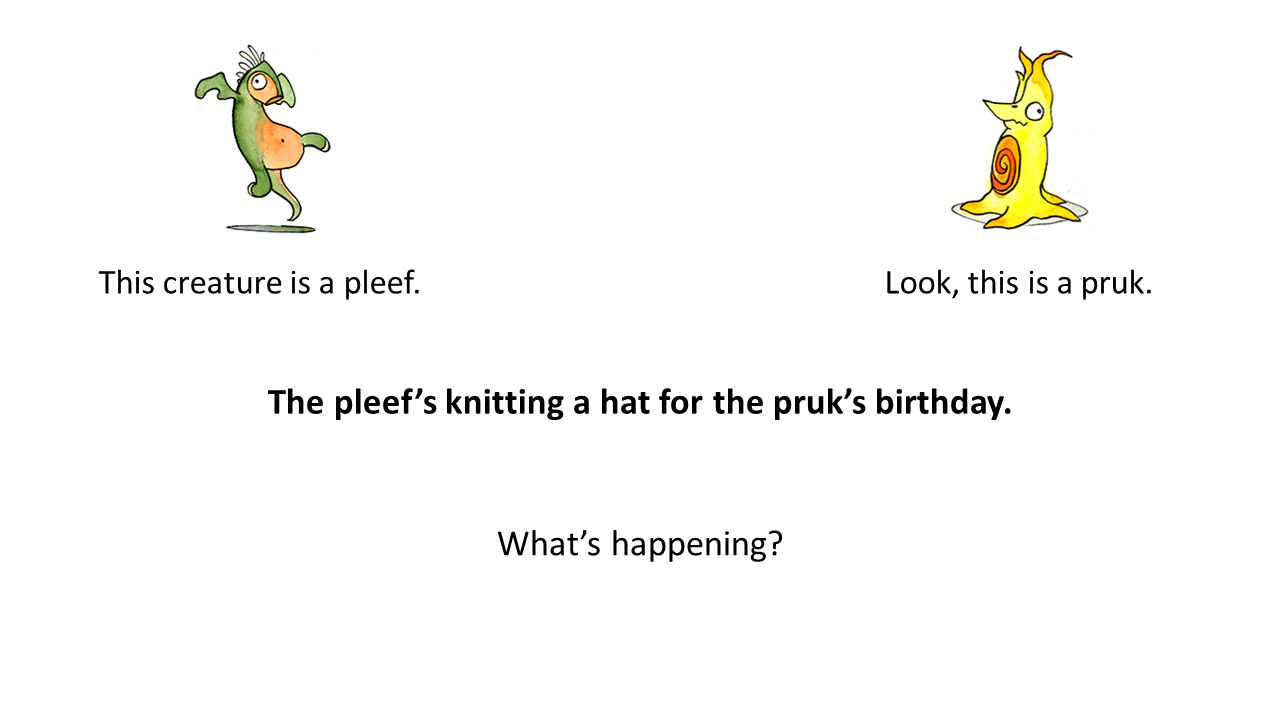 This creature is a pleef.
Look, this is a pruk.
The pleef’s knitting a hat for the pruk’s birthday.
What’s happening?